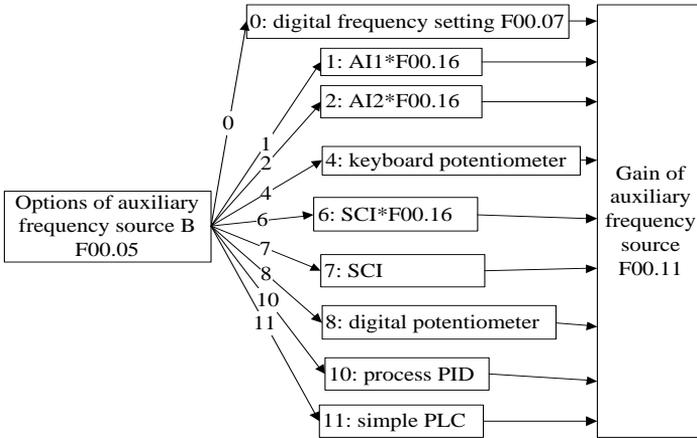 0: digital frequency setting F00.07
1: AI1*F00.16
2: AI2*F00.16
0
1
2
4
6
7
8
10
11
Options of auxiliary
frequency source B
F00.05
4: keyboard potentiometer
6: SCI*F00.16
7: SCI
8: digital potentiometer
10: process PID
11: simple PLC
Gain of
auxiliary
frequency
source
F00.11